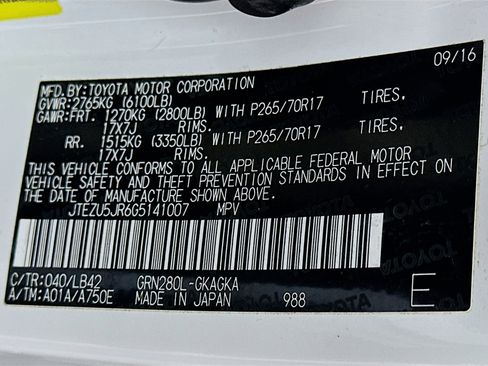 09/16
MFD.BY:TOYOTA MOTOR CORPORATION
GVWR:2765KG (6100LB)
GAWR:FRT. 1270KG (2800LB) WITH P265/70R17 TIRES,
17X7J RIMS.
RR. 1515KG (3350LB) WITH P265/70R17 TIRES,
17X7J RIMS.
THIS VEHICLE CONFORMS TO ALL APPLICABLE FEDERAL MOTOR
VEHICLE SAFETY AND THEFT PREVENTION STANDARDS IN EFFECT ON
THE DATE OF MANUFACTURE SHOWN ABOVE.
JTEZU5JR6G5141007 MPV
C/TR:040/LB42 GRN280L-GKAGKA
A/TM:A01A/A750E MADE IN JAPAN 988 E